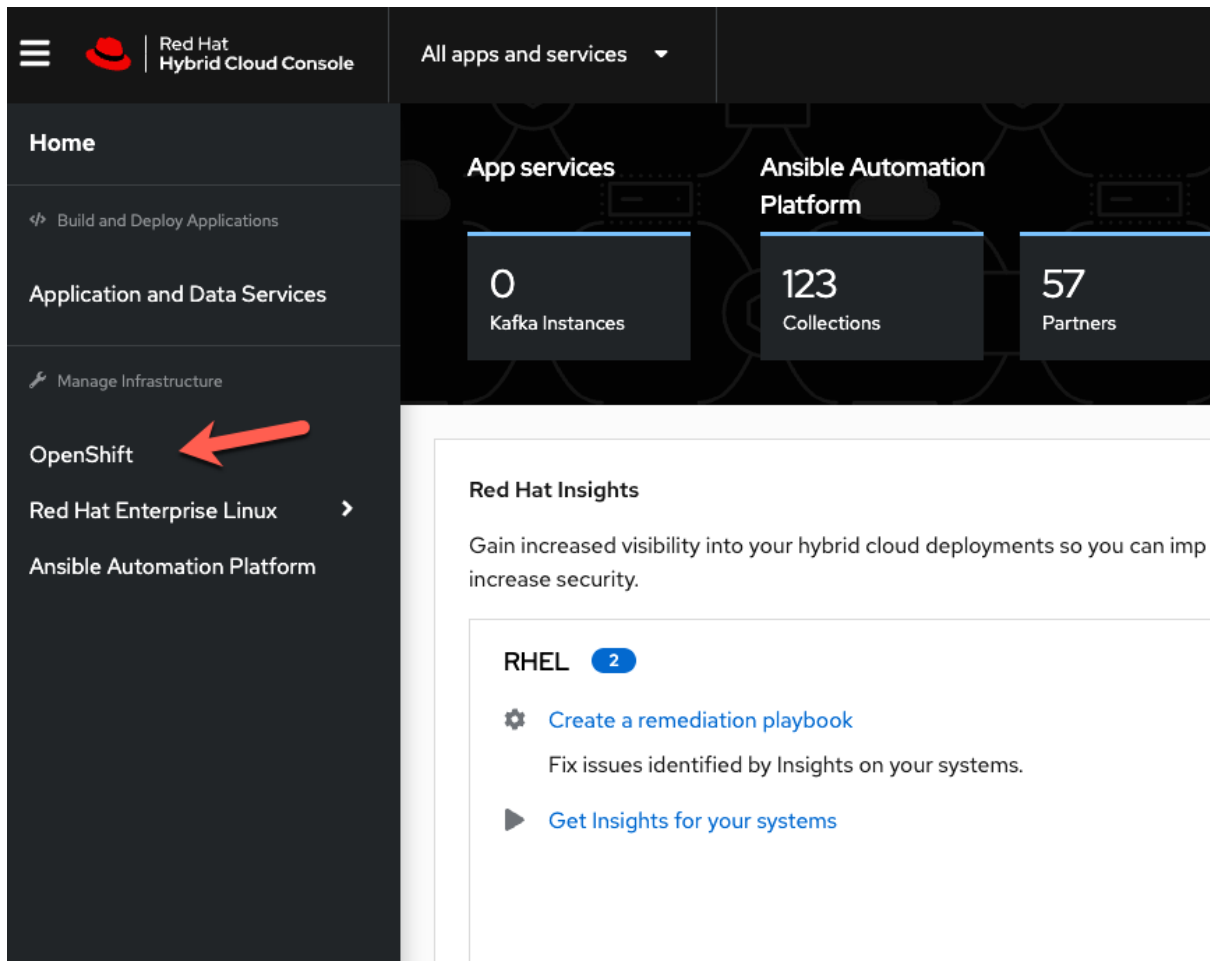 Red Hat
Hybrid Cloud Console
All apps and services
Home
Build and Deploy Applications
Application and Data Services
Manage Infrastructure
OpenShift
Red Hat Enterprise Linux
Ansible Automation Platform
App services
Ansible Automation
Platform
0
Kafka Instances
123
Collections
57
Partners
Red Hat Insights
Gain increased visibility into your hybrid cloud deployments so you can imp
increase security.
RHEL 2
Create a remediation playbook
Fix issues identified by Insights on your systems.
Get Insights for your systems